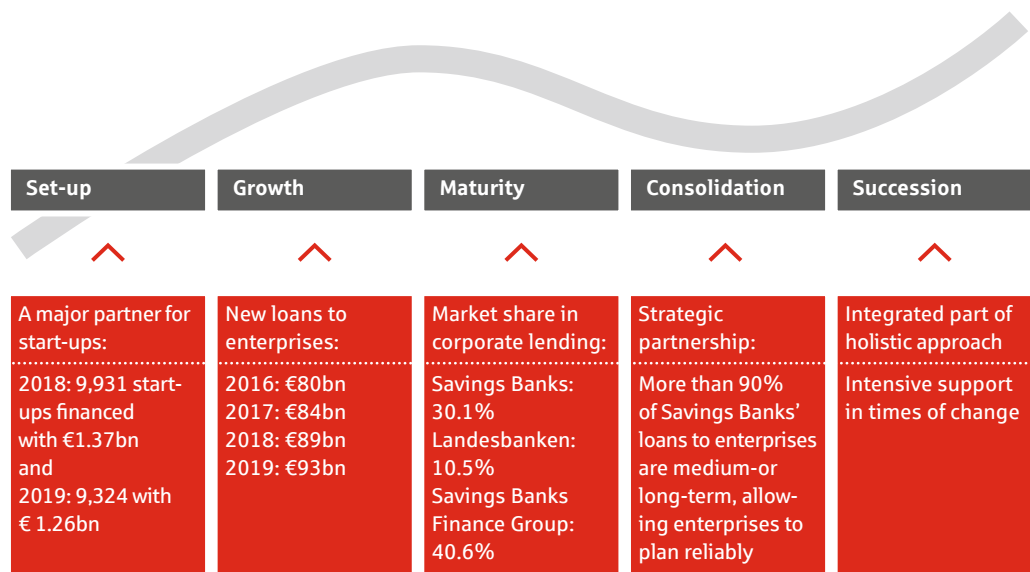 Set-up
Growth
Maturity
Consolidation
Succession
A major partner for
start-ups:
2018: 9,931 start-
ups financed
with €1.37bn
and
2019: 9,324 with
€ 1.26bn
New loans to
enterprises:
2016: €80bn
2017: €84bn
2018: €89bn
2019: €93bn
Market share in
corporate lending:
Savings Banks:
30.1%
Landesbanken:
10.5%
Savings Banks
Finance Group:
40.6%
Strategic
partnership:
More than 90%
of Savings Banks’
loans to enterprises
are medium-or
long-term, allow-
ing enterprises to
plan reliably
Integrated part of
holistic approach
Intensive support
in times of change